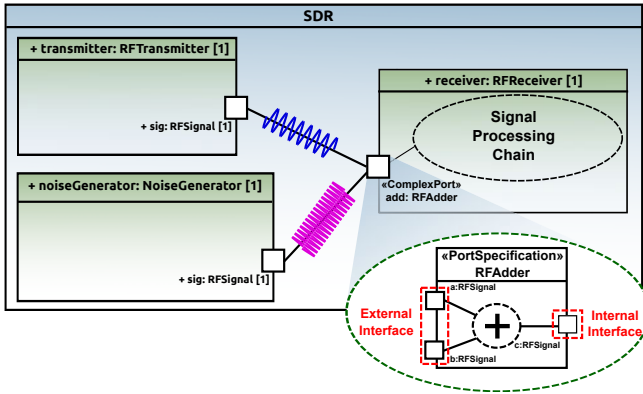 SDR
+ transmitter: RFTransmitter [1]
+ sig: RFSignal [1]
+ receiver: RFReceiver [1]
Signal
Processing
Chain
«ComplexPort»
add: RFAdder
+ noiseGenerator: NoiseGenerator [1]
+ sig: RFSignal [1]
«PortSpecification»
RFAdder
a:RFSignal
External
Interface
+
b:RFSignal
c:RFSignal
Internal
Interface